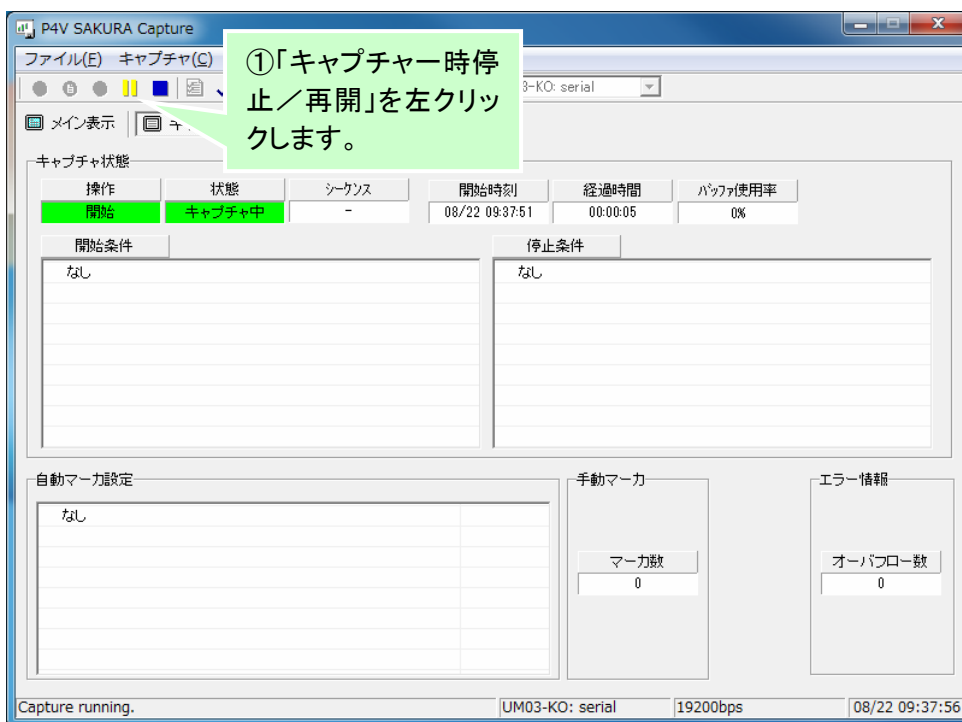 P4V SAKURA Capture
ファイル(F) キャプチャ(C)
①「キャプチャー時停
止／再開」を左クリッ
クします。
3-KO: serial
メイン表示
キャプチャ状態
操作 状態 シーケンス 開始時刻 経過時間 バッファ使用率
開始 キャプチャ中 - 08/22 09:37:51 00:00:05 0%
開始条件 停止条件
なし なし
自動マーカ設定 手動マーカ エラー情報
なし
マーカ数 オーバフロー数
0 0
Capture running. UM03-KO: serial 19200bps 08/22 09:37:56